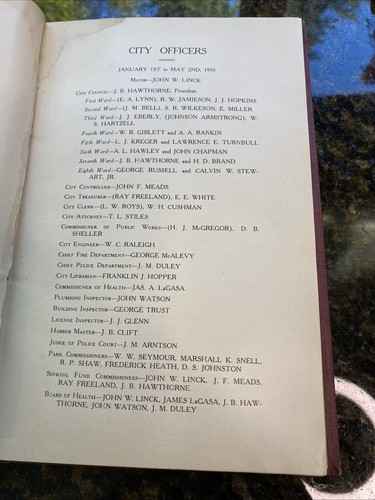 CITY OFFICERS
JANUARY 1ST to MAY 2ND, 1910
Mayor—JOHN W. LINCK
City Council—J. B. HAWTHORNE, President.
First Ward—(E. A. LYNN), R. W. JAMIESON, J. J. HOPKINS.
Second Ward—(J. M. BELL), S. R. WILKESON, E. MILLER
Third Ward—J. J. EBERLY, (JOHNSON ARMSTRONG), W.
S. HARTZELL
Fourth Ward—W. R. GIBLETT and A. A. RANKIN
Fifth Ward—L. J. KREGER and LAWRENCE E. TURNBULL
Sixth Ward—A. L. HAWLEY and JOHN CHAPMAN
Seventh Ward—J. B. HAWTHORNE and H. D. BRAND
Eighth Ward—GEORGE RUSSELL and CALVIN W. STEW-
ART, JR.
City Controller—JOHN F. MEADS
City Treasurer—(RAY FREELAND), E. E. WHITE
City Clerk—(L. W. ROYS), W. H. CUSHMAN
City Attorney—T. L. STILES
Commissioner of Public Works—(H. J. McGREGOR), D. B.
SHELLER
City Engineer—W. C. RALEIGH
Chief Fire Department—GEORGE McALEVY
Chief Police Department—J. M. DULEY
City Librarian—FRANKLIN J. HOPPER
Commissioner of Health—JAS. A. LaGASA
Plumbing Inspector—JOHN WATSON
Building Inspector—GEORGE TRUST
License Inspector—J. J. GLENN
Harbor Master—J. B. CLIFT
Judge of Police Court—J. M. ARNTSON
Park Commissioners—W. W. SEYMOUR, MARSHALL K. SNELL,
R. P. SHAW, FREDERICK HEATH, D. S. JOHNSTON
Sinking Fund Commissioners—JOHN W. LINCK, J. F. MEADS,
RAY FREELAND, J. B. HAWTHORNE
Board of Health—JOHN W. LINCK, JAMES LaGASA, J. B. HAW-
THORNE, JOHN WATSON, J. M. DULEY